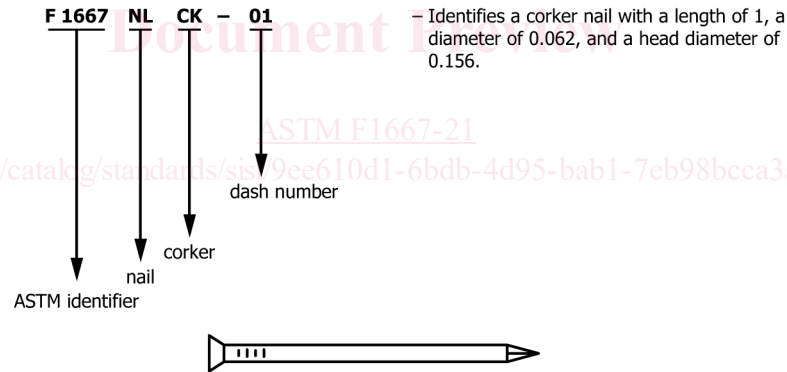 F 1667 NL CK – 01
– Identifies a corker nail with a length of 1, a
diameter of 0.062, and a head diameter of
0.156.
Document Preview
ASTM F1667-21
/catalog/standards/sist/9ee610d1-6bdb-4d95-bab1-7eb98bcca3
dash number
corker
nail
ASTM identifier